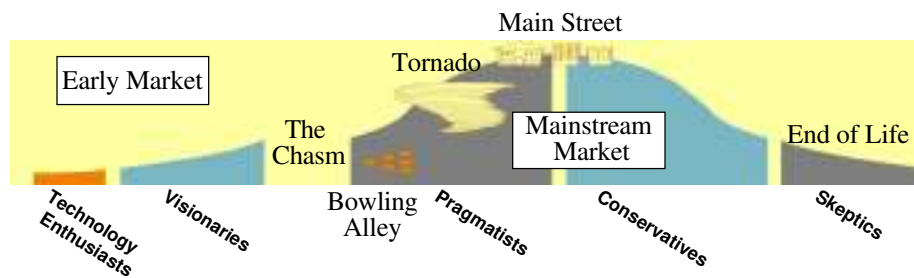 Main Street
Tornado
Early Market
The
Chasm
Mainstream
Market
End of Life
Bowling
Alley
Technology
Enthusiasts
Visionaries
Pragmatists
Conservatives
Skeptics